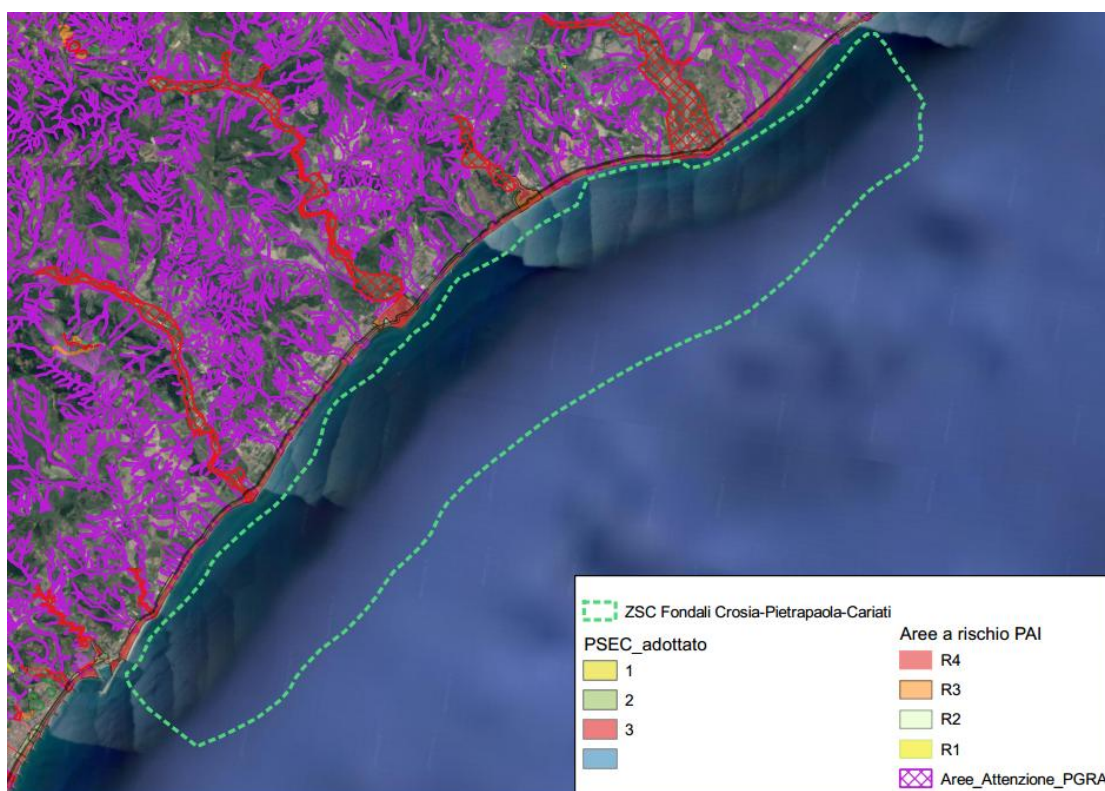 ZSC Fondali Crosia-Pietrapaola-Cariati
PSEC_adottato
1
2
3
Aree a rischio PAI
R4
R3
R2
R1
Aree_Attenzione_PGRA